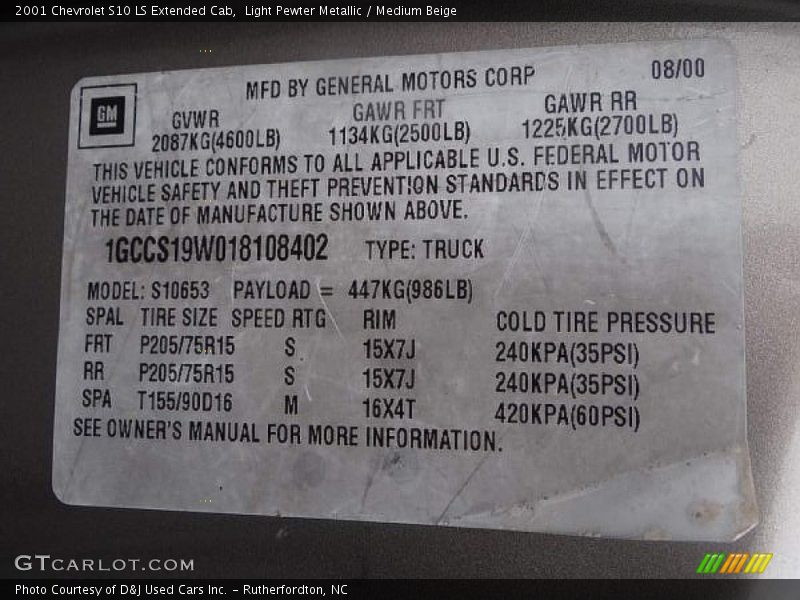 2001 Chevrolet S10 LS Extended Cab,  Light Pewter Metallic / Medium Beige
MFD BY GENERAL MOTORS CORP 08/00
GM
GVWR GAWR FRT GAWR RR
2087KG(4600LB) 1134KG(2500LB) 1225KG(2700LB)
THIS VEHICLE CONFORMS TO ALL APPLICABLE U.S. FEDERAL MOTOR
VEHICLE SAFETY AND THEFT PREVENTION STANDARDS IN EFFECT ON
THE DATE OF MANUFACTURE SHOWN ABOVE.
1GCCS19W018108402 TYPE: TRUCK
MODEL: S10653 PAYLOAD = 447KG(986LB)
SPAL TIRE SIZE SPEED RTG RIM COLD TIRE PRESSURE
FRT P205/75R15 S 15X7J 240KPA(35PSI)
RR P205/75R15 S 15X7J 240KPA(35PSI)
SPA T155/90D16 M 16X4T 420KPA(60PSI)
SEE OWNER'S MANUAL FOR MORE INFORMATION.
GTCARLOT.COM
Photo Courtesy of D&J Used Cars Inc. – Rutherfordton, NC